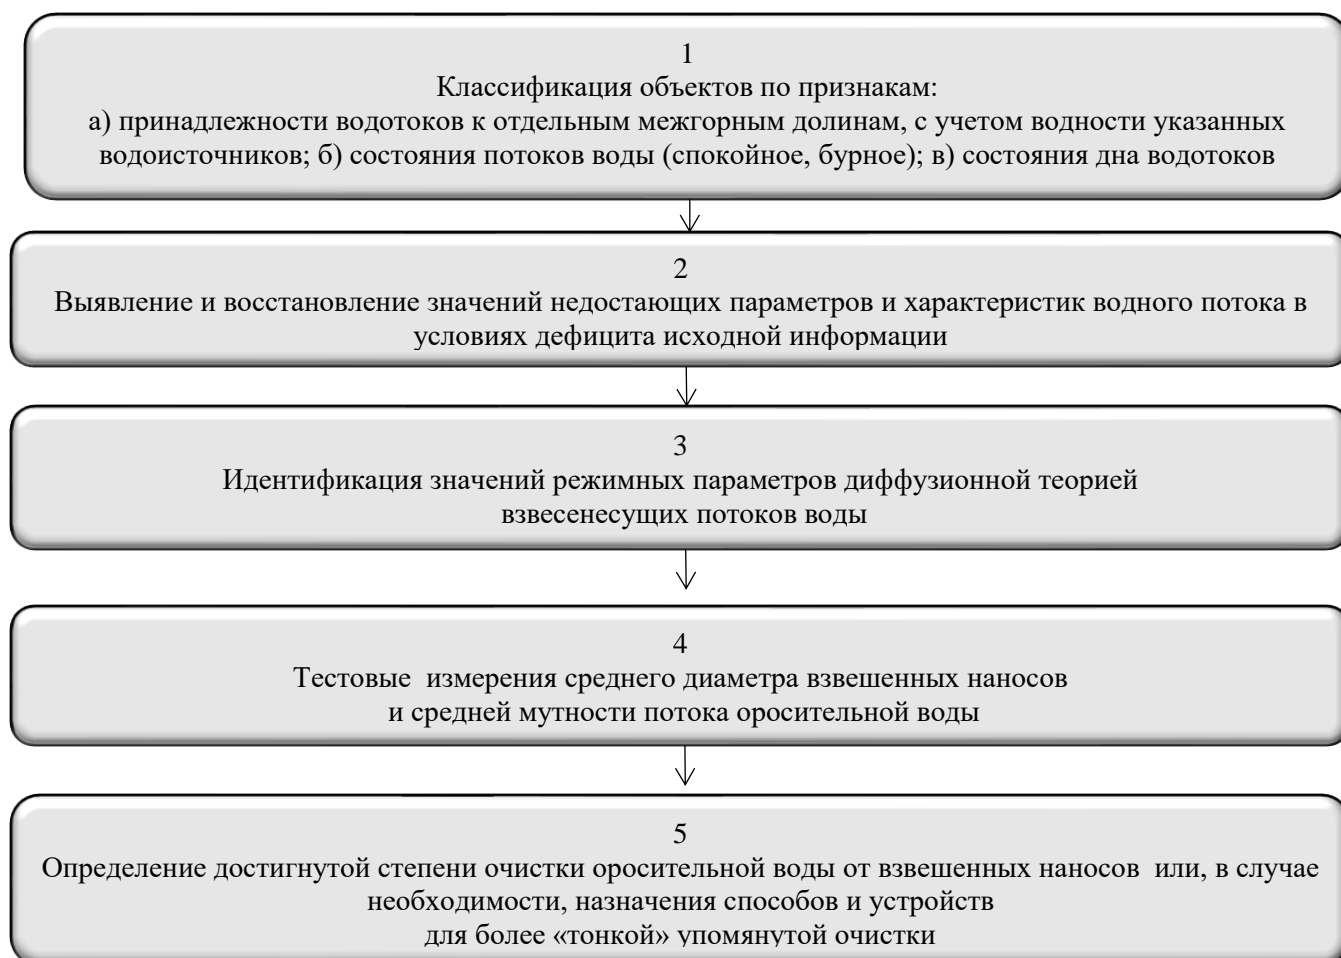 1
Классификация объектов по признакам:
а) принадлежности водотоков к отдельным межгорным долинам, с учетом водности указанных
водоисточников; б) состояния потоков воды (спокойное, бурное); в) состояния дна водотоков
2
Выявление и восстановление значений недостающих параметров и характеристик водного потока в
условиях дефицита исходной информации
3
Идентификация значений режимных параметров диффузионной теорией
взвесенесущих потоков воды
4
Тестовые измерения среднего диаметра взвешенных наносов
и средней мутности потока оросительной воды
5
Определение достигнутой степени очистки оросительной воды от взвешенных наносов или, в случае
необходимости, назначения способов и устройств
для более «тонкой» упомянутой очистки